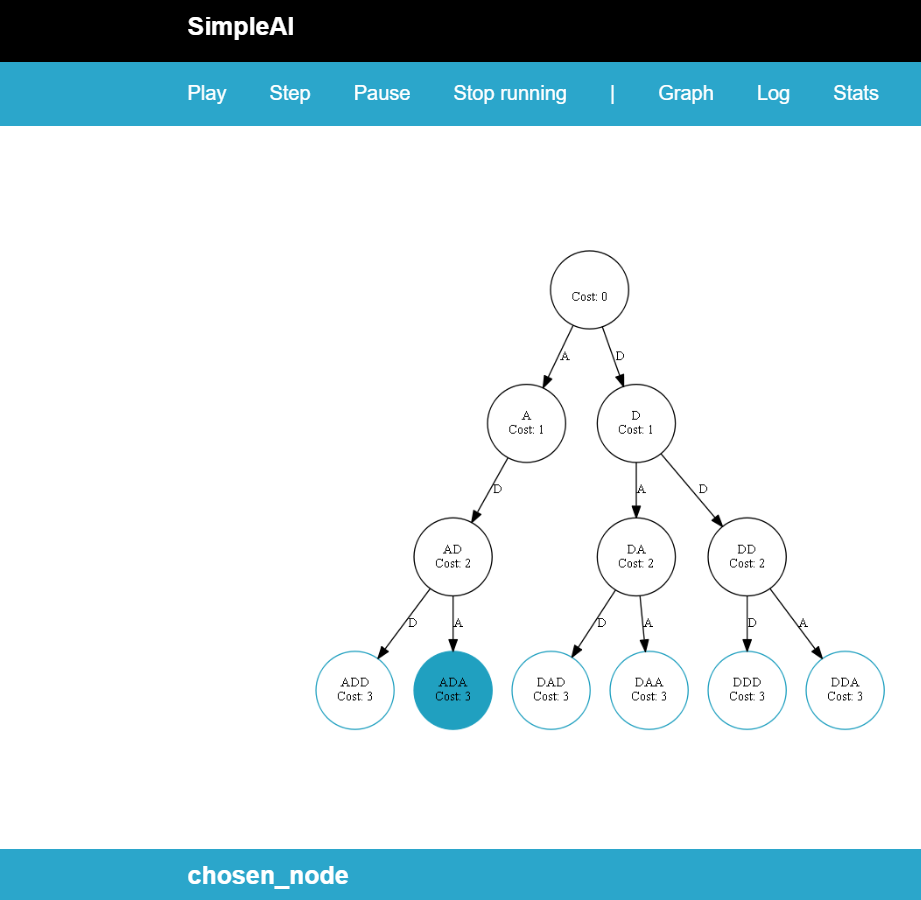 SimpleAI
Play Step Pause Stop running | Graph Log Stats
Cost: 0
A D
A
Cost: 1
D
Cost: 1
D A D
AD
Cost: 2
DA
Cost: 2
DD
Cost: 2
D A D A D A
ADD
Cost: 3
ADA
Cost: 3
DAD
Cost: 3
DAA
Cost: 3
DDD
Cost: 3
DDA
Cost: 3
chosen_node